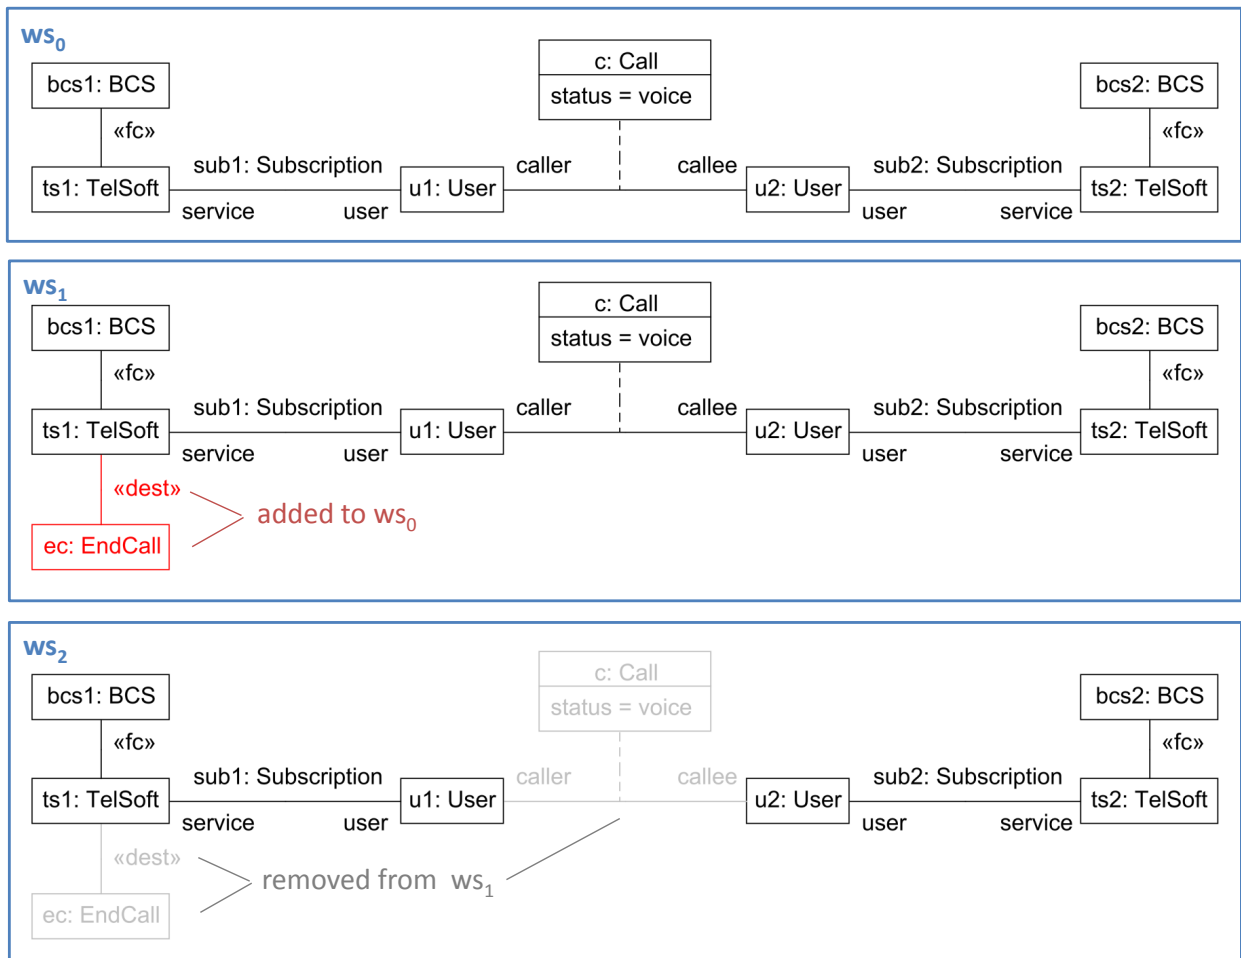 ws0
c: Call
bcs1: BCS
status = voice
bcs2: BCS
«fc»
«fc»
sub1: Subscription
caller
callee
sub2: Subscription
ts1: TelSoft
u1: User
u2: User
ts2: TelSoft
service
user
user
service
ws1
c: Call
bcs1: BCS
status = voice
bcs2: BCS
«fc»
«fc»
sub1: Subscription
caller
callee
sub2: Subscription
ts1: TelSoft
u1: User
u2: User
ts2: TelSoft
service
user
user
service
«dest»
added to ws0
ec: EndCall
ws2
c: Call
bcs1: BCS
status = voice
bcs2: BCS
«fc»
«fc»
sub1: Subscription
caller
callee
sub2: Subscription
ts1: TelSoft
u1: User
u2: User
ts2: TelSoft
service
user
user
service
«dest»
removed from ws1
ec: EndCall